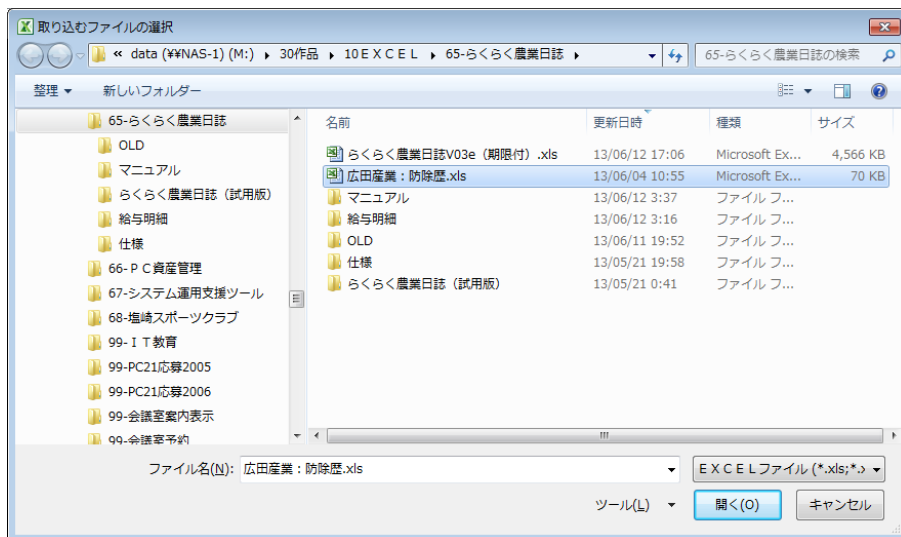 取り込むファイルの選択
« data (¥¥NAS-1) (M:) 30作品 10ＥＸＣＥＬ 65-らくらく農業日誌 65-らくらく農業日誌の検索
整理 新しいフォルダー
65-らくらく農業日誌
OLD
マニュアル
らくらく農業日誌（試用版）
給与明細
仕様
66-ＰＣ資産管理
67-システム運用支援ツール
68-塩崎スポーツクラブ
99-ＩＴ教育
99-PC21応募2005
99-PC21応募2006
99-会議室案内表示
99-会議室予約
名前 更新日時 種類 サイズ
らくらく農業日誌V03e（期限付）.xls 13/06/12 17:06 Microsoft Ex... 4,566 KB
広田産業：防除歴.xls 13/06/04 10:55 Microsoft Ex... 70 KB
マニュアル 13/06/12 3:37 ファイル フ...
給与明細 13/06/12 3:16 ファイル フ...
OLD 13/06/11 19:52 ファイル フ...
仕様 13/05/21 19:58 ファイル フ...
らくらく農業日誌（試用版） 13/05/21 0:41 ファイル フ...
ファイル名(N): 広田産業：防除歴.xls ＥＸＣＥＬファイル (*.xls;*.x
ツール(L) 開く(O) キャンセル